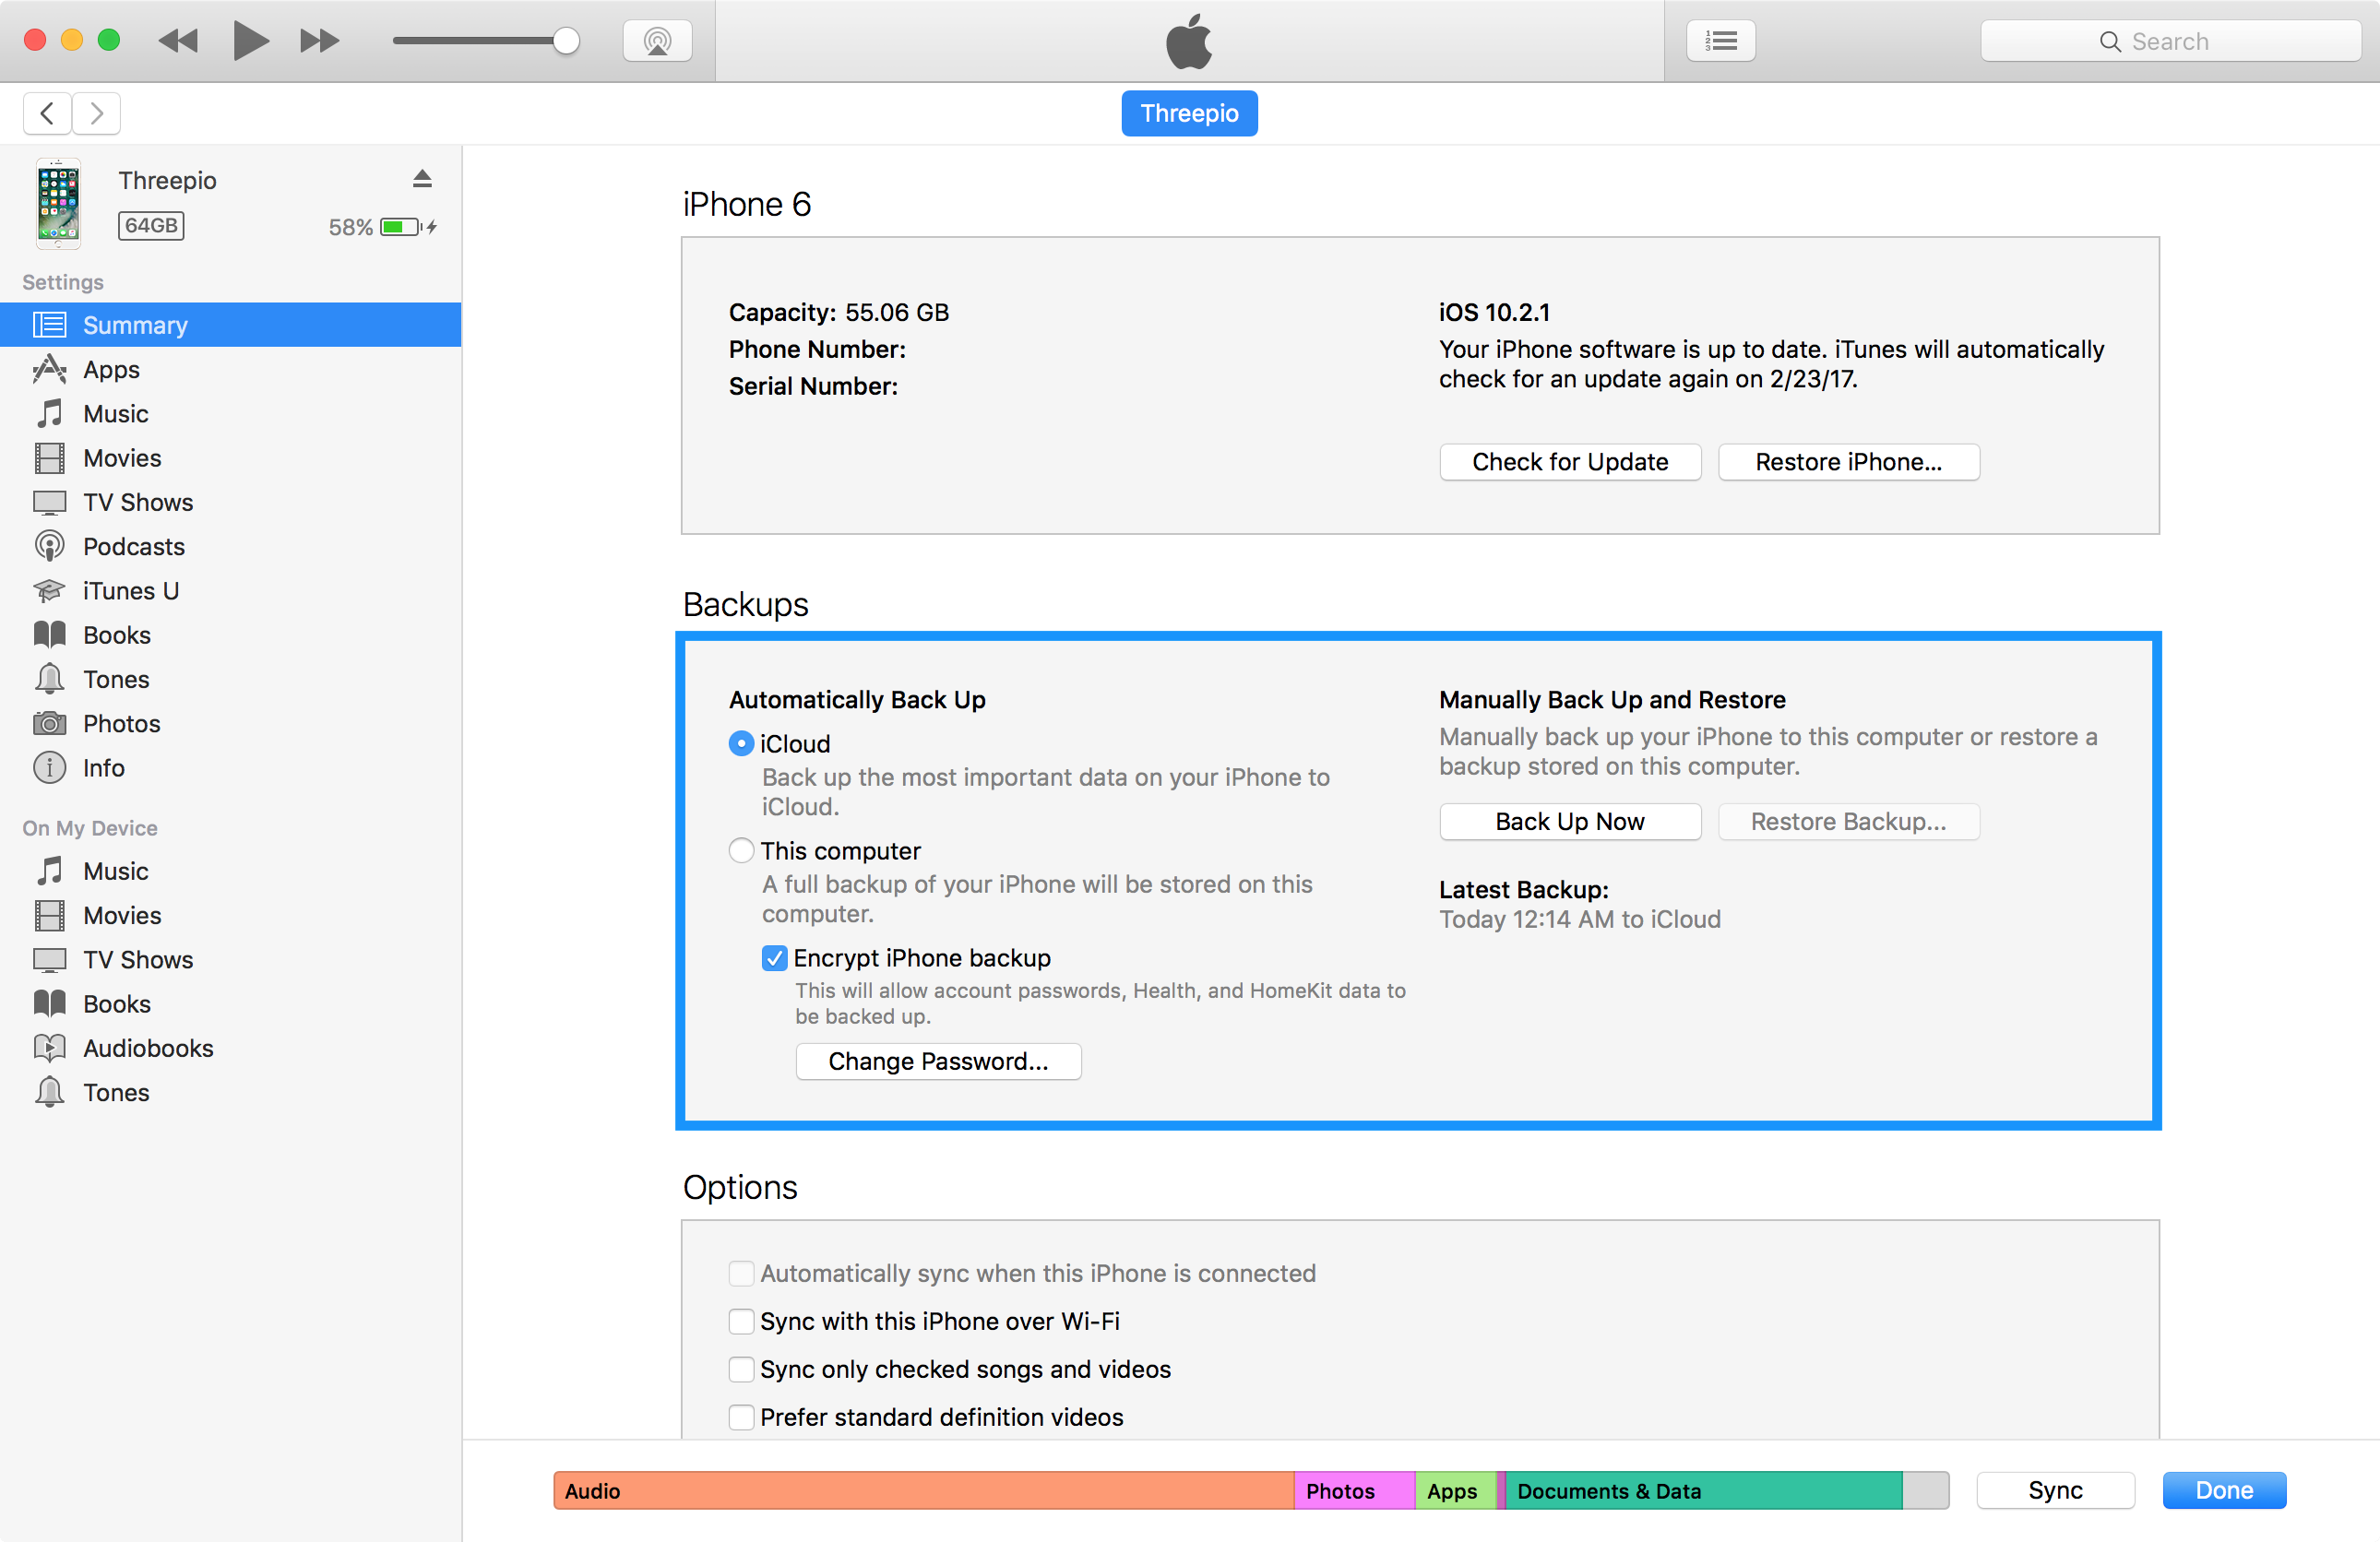 Search
Threepio
Threepio
64GB
58%
Settings
Summary
Apps
Music
Movies
TV Shows
Podcasts
iTunes U
Books
Tones
Photos
Info
On My Device
Music
Movies
TV Shows
Books
Audiobooks
Tones
iPhone 6
Capacity: 55.06 GB
Phone Number:
Serial Number:
iOS 10.2.1
Your iPhone software is up to date. iTunes will automatically
check for an update again on 2/23/17.
Check for Update
Restore iPhone...
Backups
Automatically Back Up
iCloud
Back up the most important data on your iPhone to
iCloud.
This computer
A full backup of your iPhone will be stored on this
computer.
Encrypt iPhone backup
This will allow account passwords, Health, and HomeKit data to
be backed up.
Change Password...
Manually Back Up and Restore
Manually back up your iPhone to this computer or restore a
backup stored on this computer.
Back Up Now
Restore Backup...
Latest Backup:
Today 12:14 AM to iCloud
Options
Automatically sync when this iPhone is connected
Sync with this iPhone over Wi-Fi
Sync only checked songs and videos
Prefer standard definition videos
Audio
Photos
Apps
Documents & Data
Sync
Done